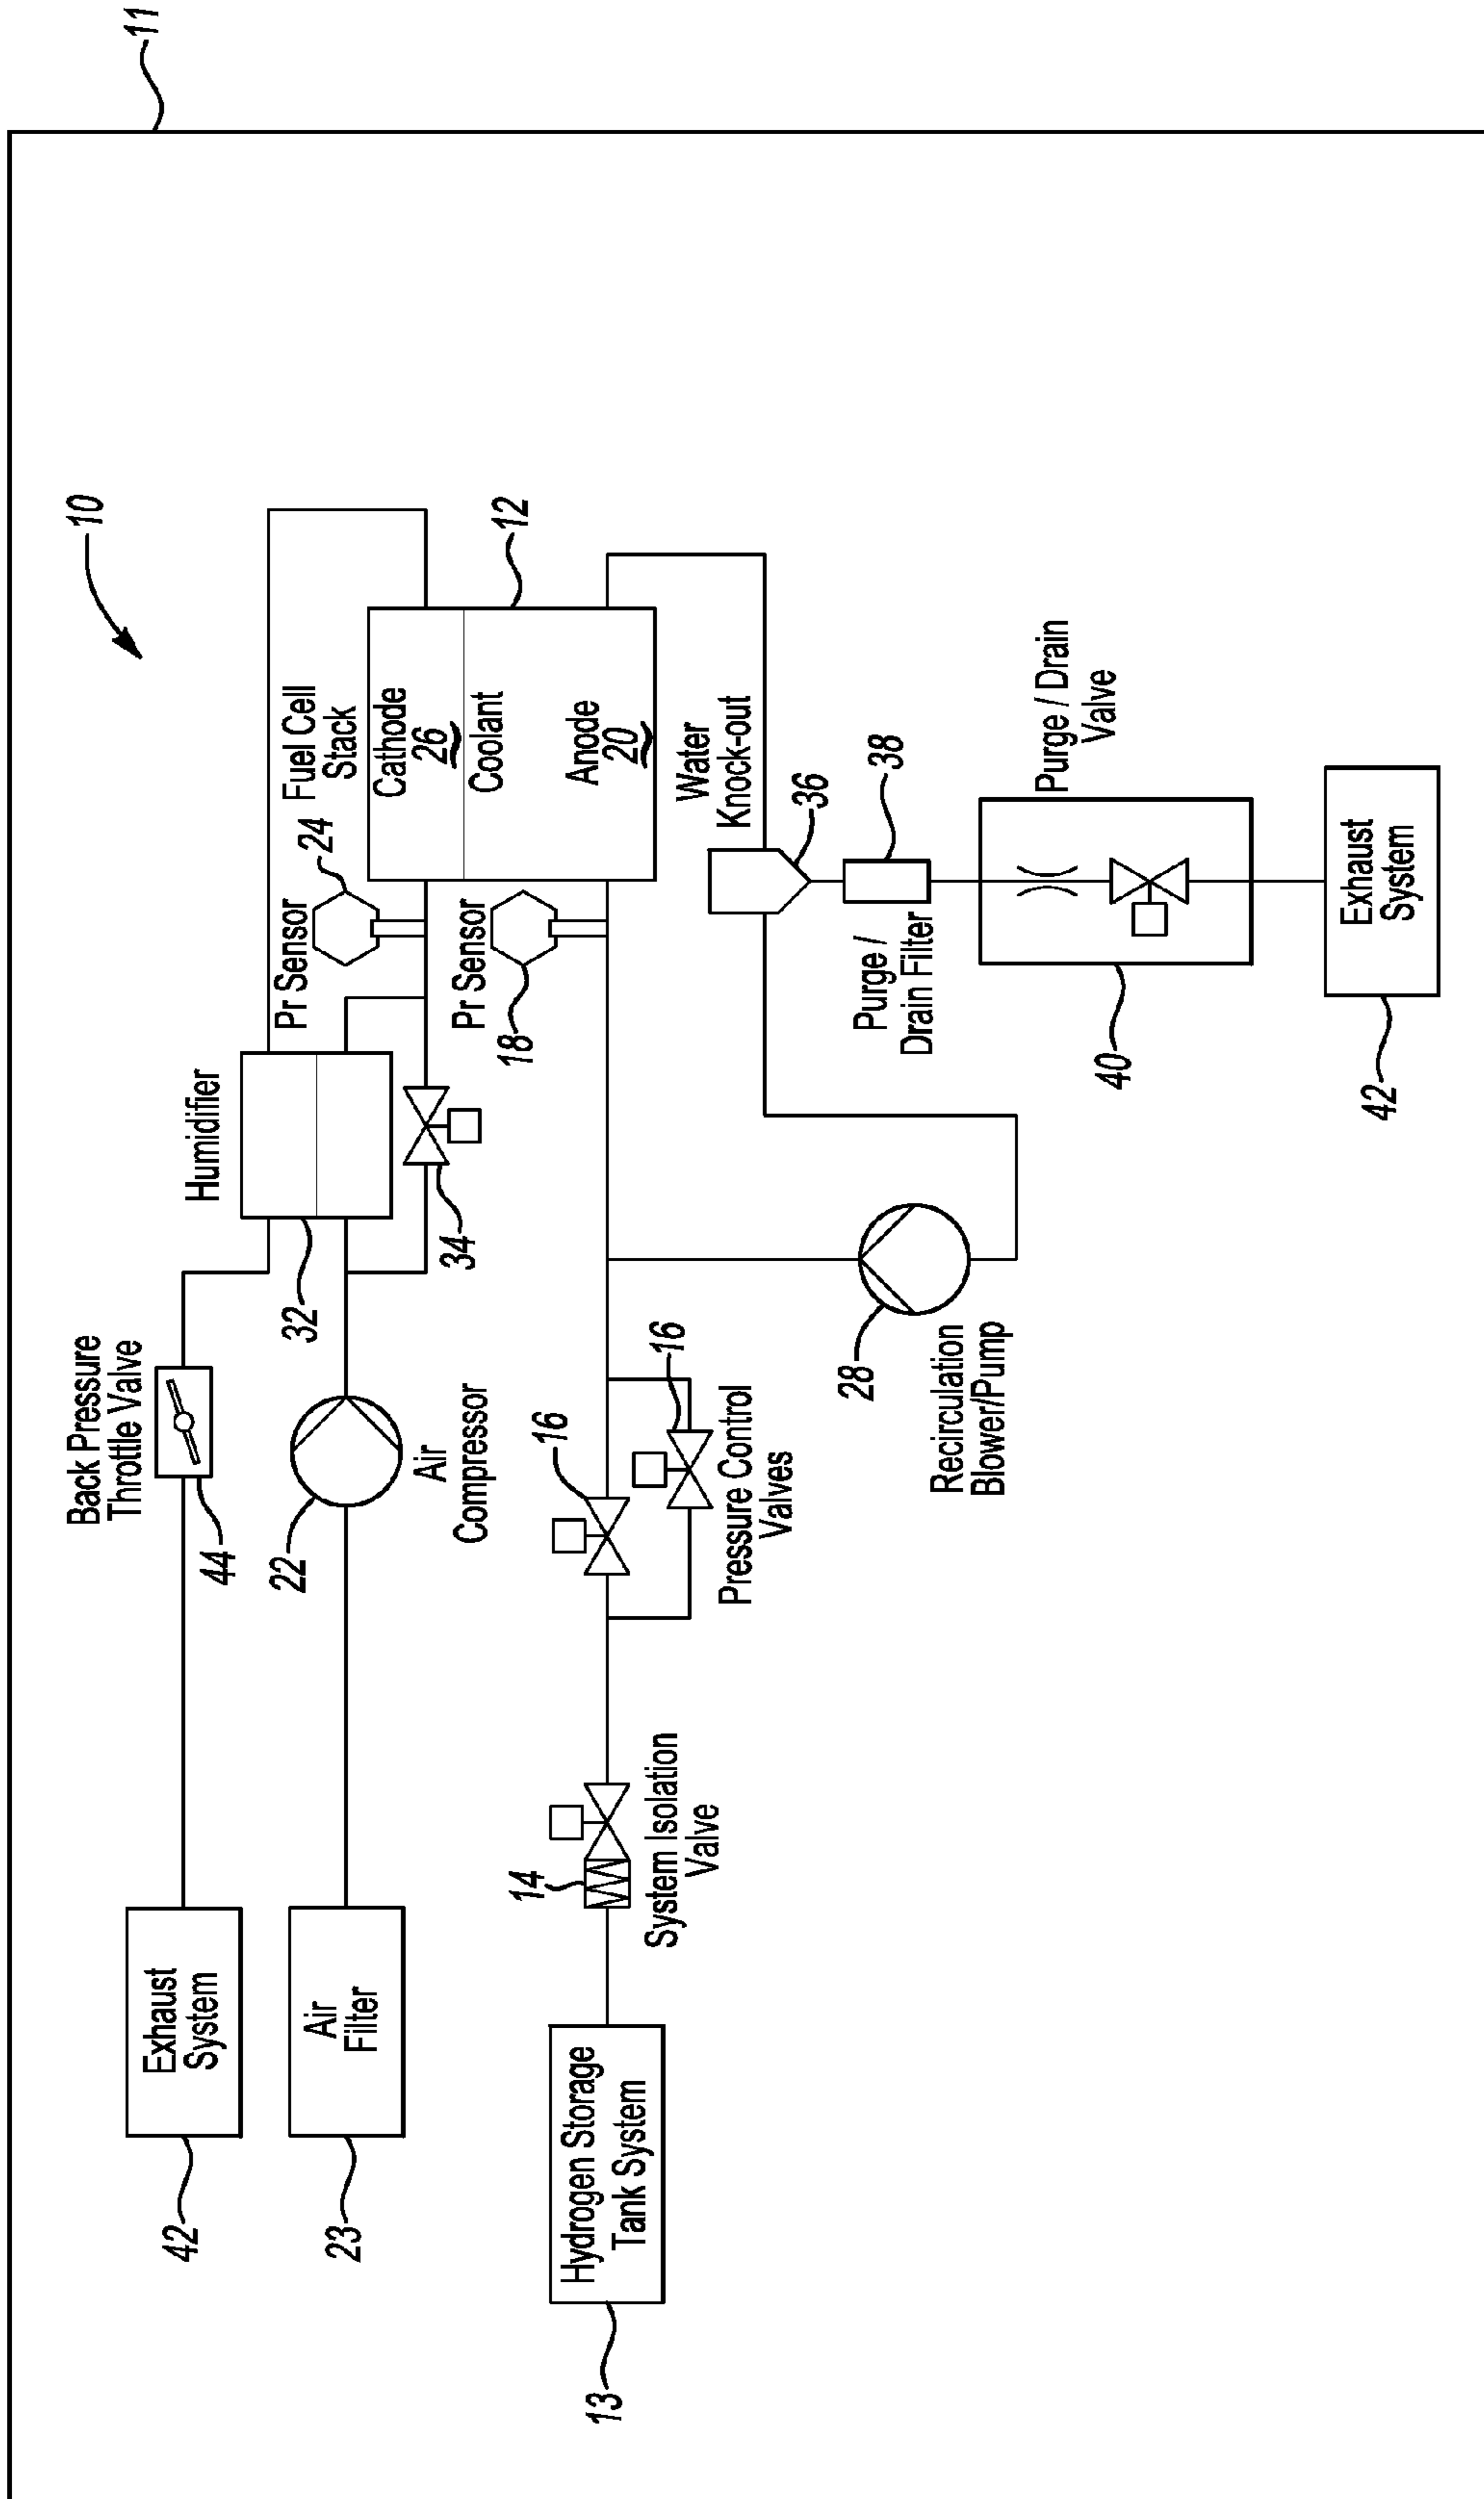 11
10
Back Pressure
Throttle Valve
44
Exhaust
System
42
Air
Filter
23
22
Air
Compressor
Humidifier
32
34
Pr Sensor
24
Fuel Cell
Stack
Cathode
26
Coolant
12
Anode
20
Pr Sensor
18
Hydrogen Storage
Tank System
13
14
System Isolation
Valve
16
16
Pressure Control
Valves
28
Recirculation
Blower/Pump
Water
Knock-out
36
Purge /
Drain Filter
38
Purge / Drain
Valve
40
Exhaust
System
42